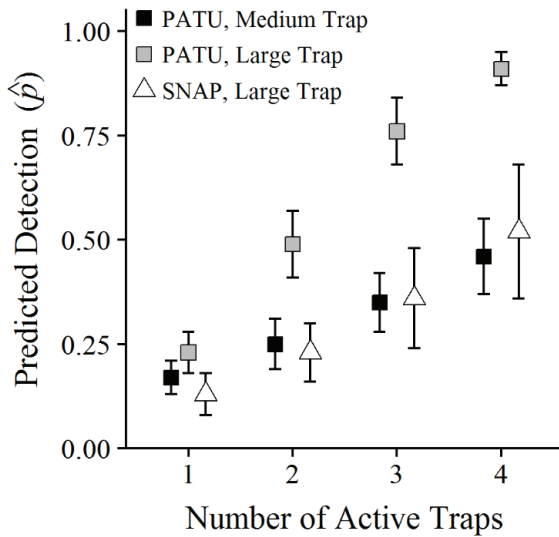 1.00
0.75
0.50
0.25
0.00
Predicted Detection (p̂)
PATU, Medium Trap
PATU, Large Trap
SNAP, Large Trap
1 2 3 4
Number of Active Traps